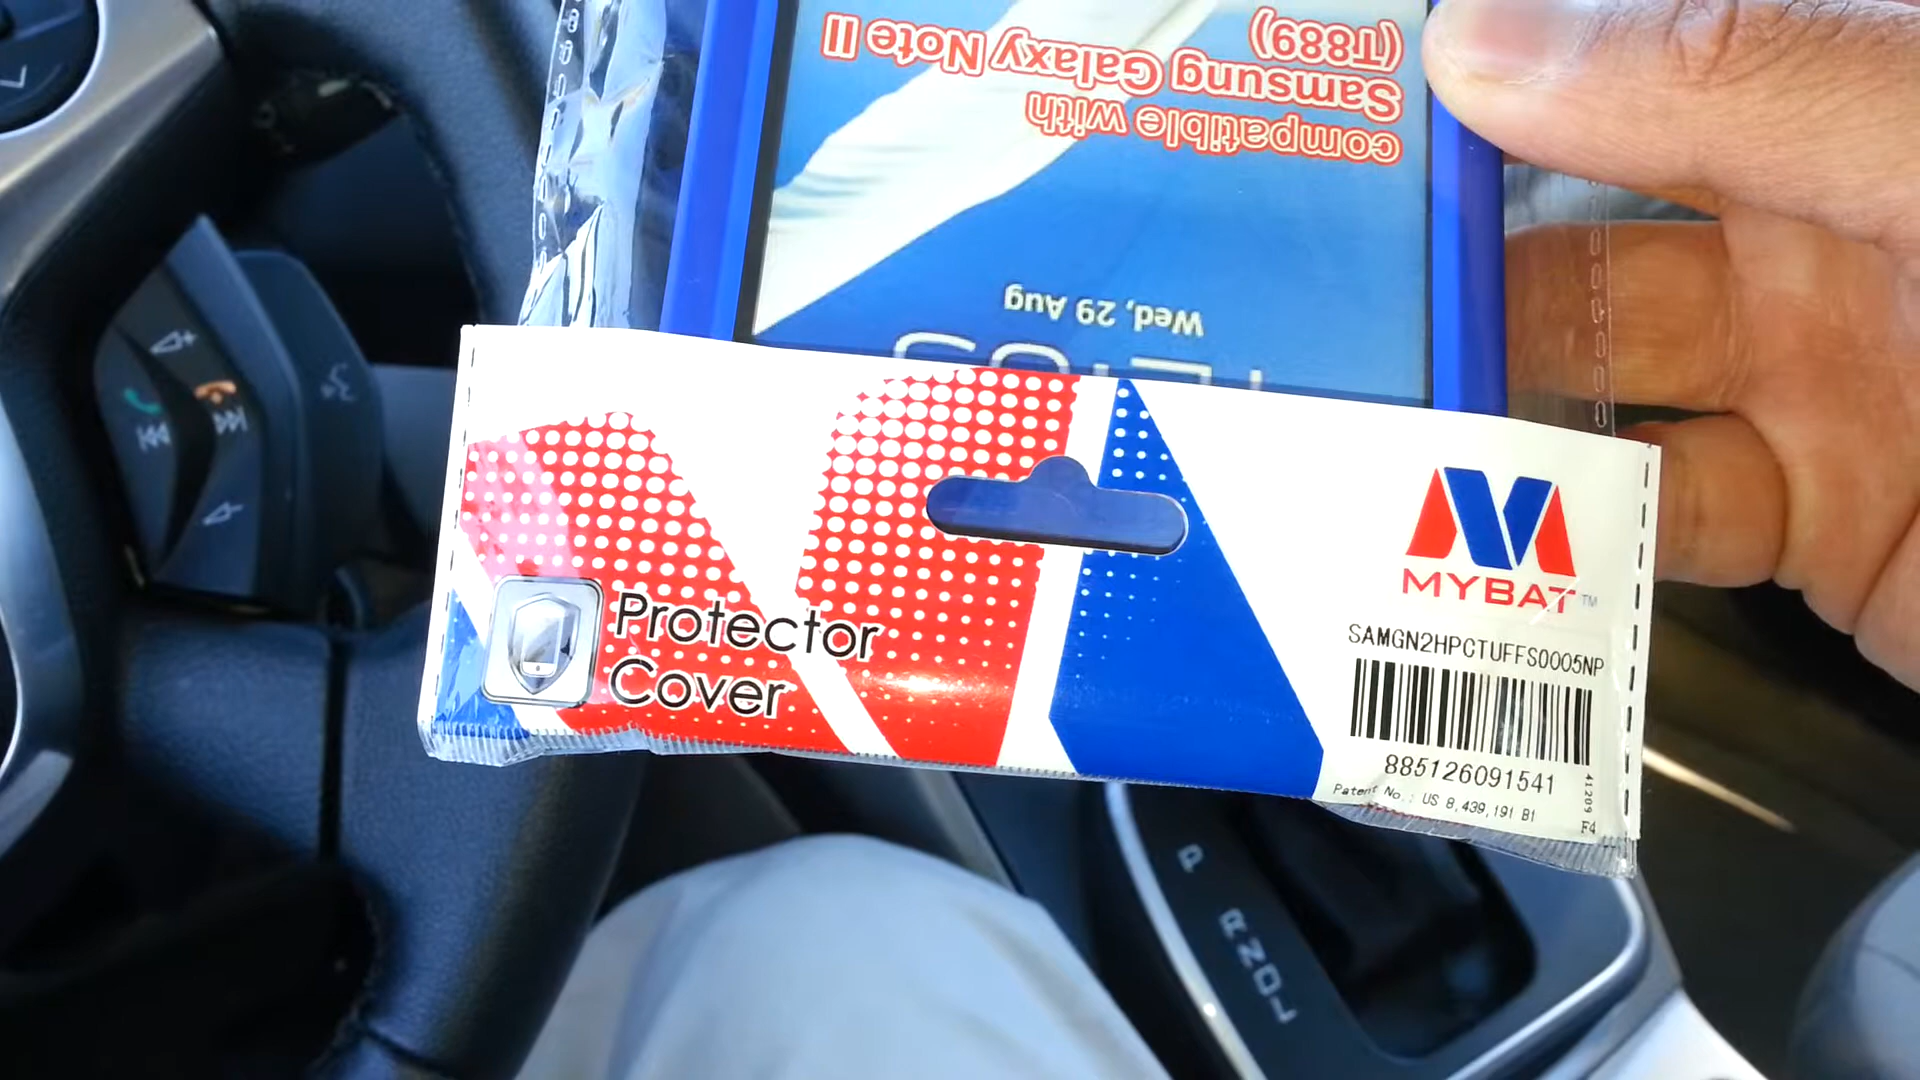 compatible with
Samsung Galaxy Note II
(T889)
Wed, 29 Aug
Protector
Cover
MYBAT™
SAMGN2HPCTUFFS0005NP
885126091541
Patent No.: US 8,439,191 B1
41209
F4
P
R
N
D
L